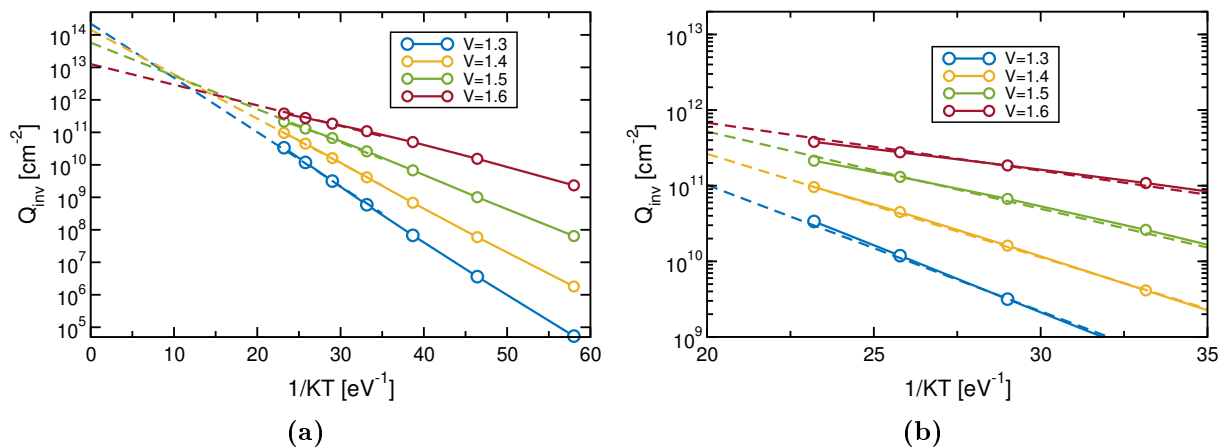 10^14
10^13
10^12
10^11
10^10
10^9
10^8
10^7
10^6
10^5
Q_inv [cm^-2]
V=1.3
V=1.4
V=1.5
V=1.6
0 10 20 30 40 50 60
1/KT [eV^-1]
(a)
10^13
10^12
10^11
10^10
10^9
Q_inv [cm^-2]
V=1.3
V=1.4
V=1.5
V=1.6
20 25 30 35
1/KT [eV^-1]
(b)